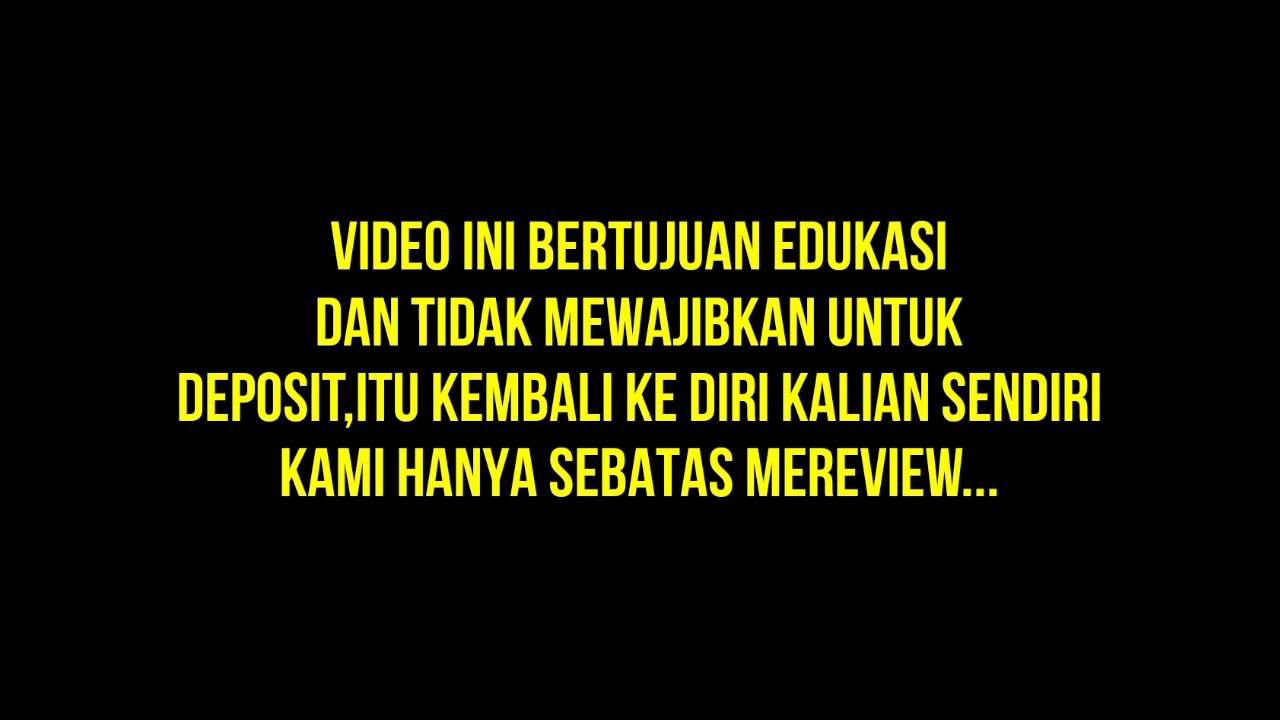 VIDEO INI BERTUJUAN EDUKASI
DAN TIDAK MEWAJIBKAN UNTUK
DEPOSIT,ITU KEMBALI KE DIRI KALIAN SENDIRI
KAMI HANYA SEBATAS MEREVIEW...